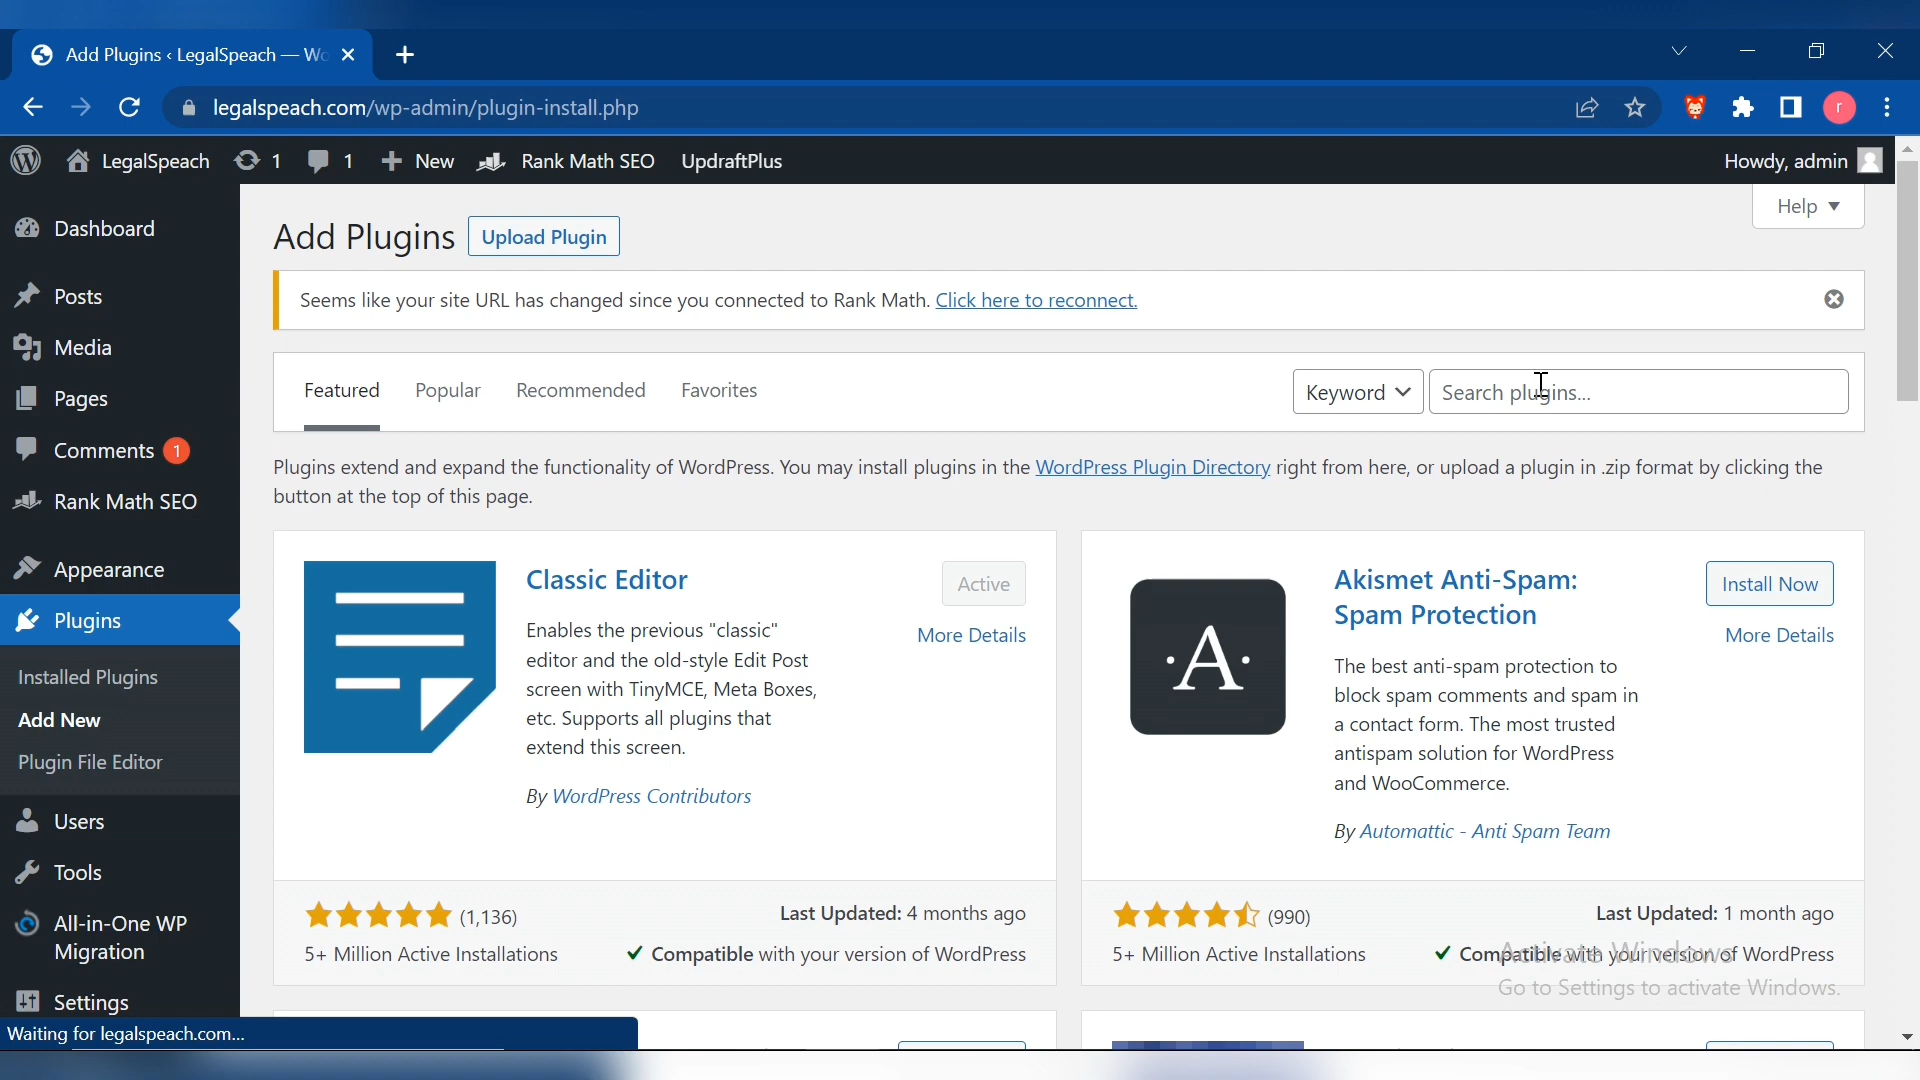 Add Plugins ‹ LegalSpeach — Wo
legalspeach.com/wp-admin/plugin-install.php
r
LegalSpeach 1 1 New Rank Math SEO UpdraftPlus Howdy, admin
Help
Dashboard
Posts
Media
Pages
Comments 1
Rank Math SEO
Appearance
Plugins
Installed Plugins
Add New
Plugin File Editor
Users
Tools
All-in-One WP
Migration
Settings
Add Plugins Upload Plugin
Seems like your site URL has changed since you connected to Rank Math. Click here to reconnect.
Featured Popular Recommended Favorites Keyword Search plugins...
Plugins extend and expand the functionality of WordPress. You may install plugins in the WordPress Plugin Directory right from here, or upload a plugin in .zip format by clicking the
button at the top of this page.
Classic Editor
Active
More Details
Enables the previous "classic"
editor and the old-style Edit Post
screen with TinyMCE, Meta Boxes,
etc. Supports all plugins that
extend this screen.
By WordPress Contributors
(1,136)
Last Updated: 4 months ago
5+ Million Active Installations
Compatible with your version of WordPress
·A·
Akismet Anti-Spam:
Spam Protection
Install Now
More Details
The best anti-spam protection to
block spam comments and spam in
a contact form. The most trusted
antispam solution for WordPress
and WooCommerce.
By Automattic - Anti Spam Team
(990)
Last Updated: 1 month ago
5+ Million Active Installations
Compatible with your version of WordPress
Activate Windows
Go to Settings to activate Windows.
Waiting for legalspeach.com...